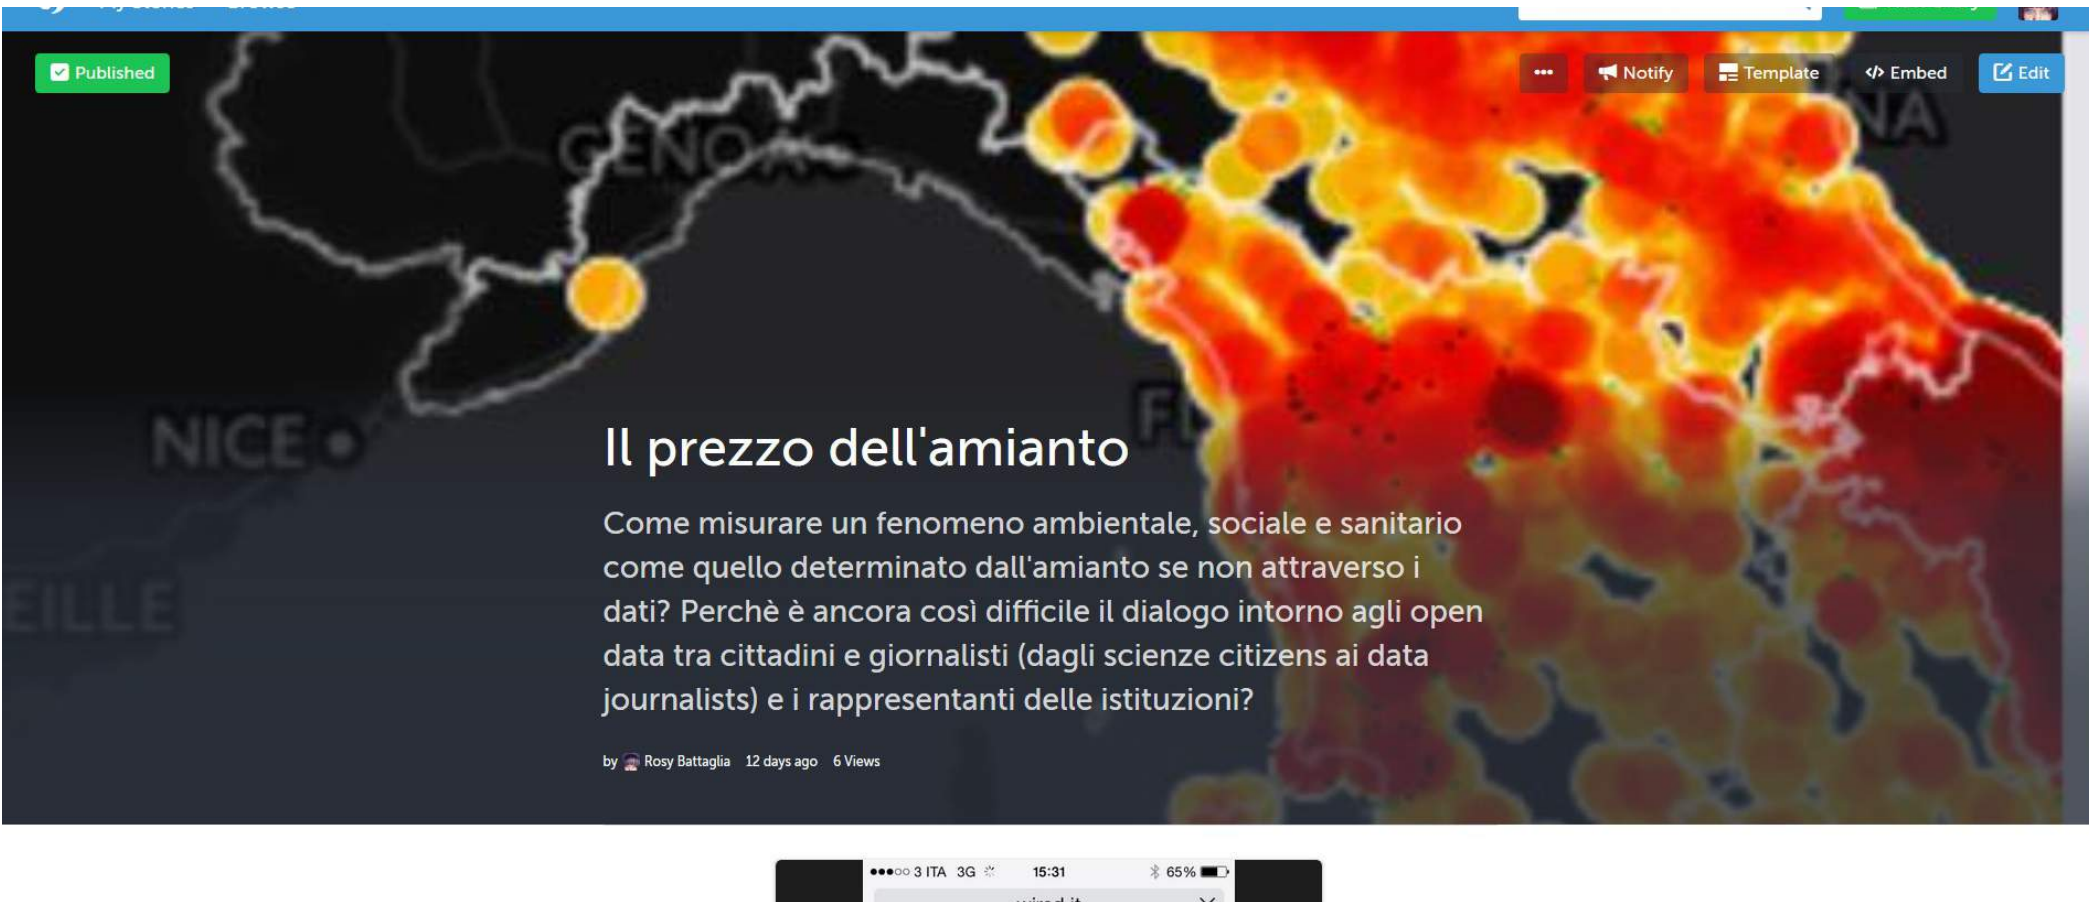 Published
Notify
Template
</> Embed
Edit
GENOA
NICE
Il prezzo dell'amianto
Come misurare un fenomeno ambientale, sociale e sanitario
come quello determinato dall'amianto se non attraverso i
dati? Perchè è ancora così difficile il dialogo intorno agli open
data tra cittadini e giornalisti (dagli scienze citizens ai data
journalists) e i rappresentanti delle istituzioni?
by Rosy Battaglia 12 days ago 6 Views
3 ITA 3G 15:31 65%